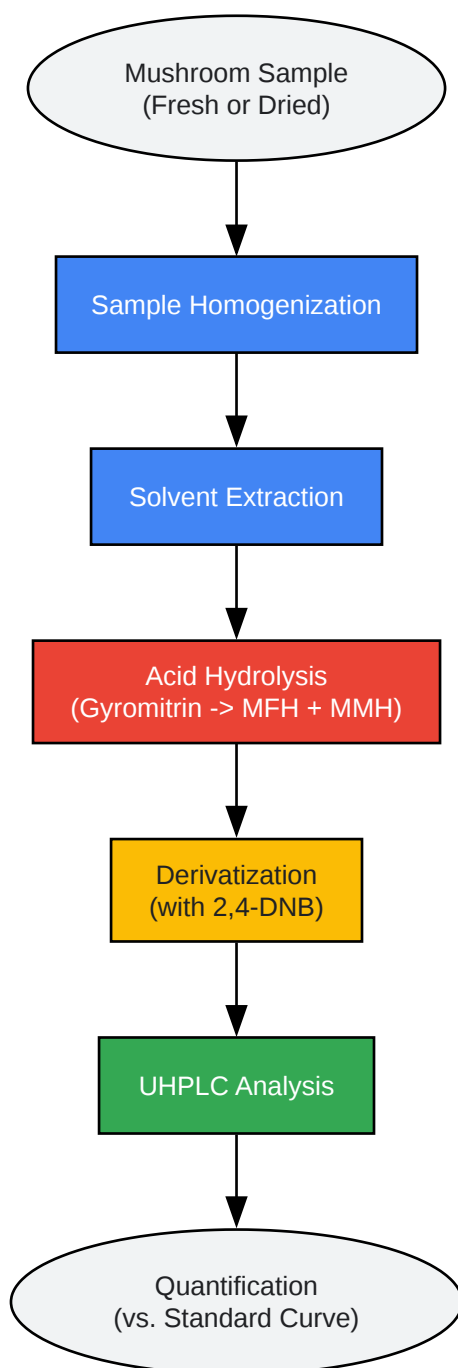 Mushroom Sample
(Fresh or Dried)
Sample Homogenization
Solvent Extraction
Acid Hydrolysis
(Gyromitrin -> MFH + MMH)
Derivatization
(with 2,4-DNB)
UHPLC Analysis
Quantification
(vs. Standard Curve)